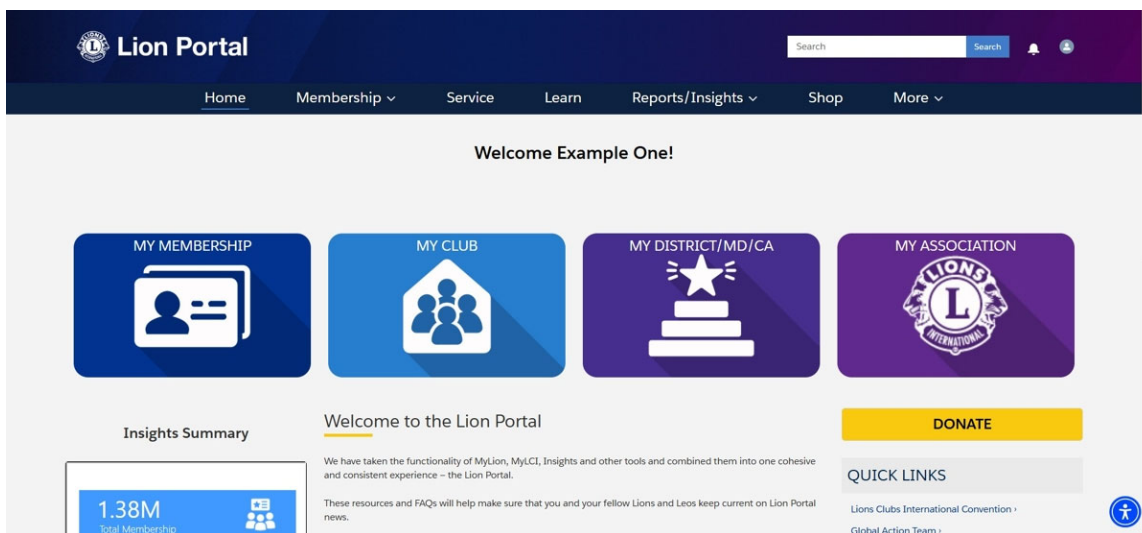 Lion Portal
Search
Search
Home Membership Service Learn Reports/Insights Shop More
Welcome Example One!
MY MEMBERSHIP
MY CLUB
MY DISTRICT/MD/CA
MY ASSOCIATION
LIONS
L
INTERNATIONAL
Insights Summary
1.38M
Total Membership
Welcome to the Lion Portal
We have taken the functionality of MyLion, MyLCI, Insights and other tools and combined them into one cohesive
and consistent experience – the Lion Portal.
These resources and FAQs will help make sure that you and your fellow Lions and Leos keep current on Lion Portal
news.
DONATE
QUICK LINKS
Lions Clubs International Convention ›
Global Action Team ›